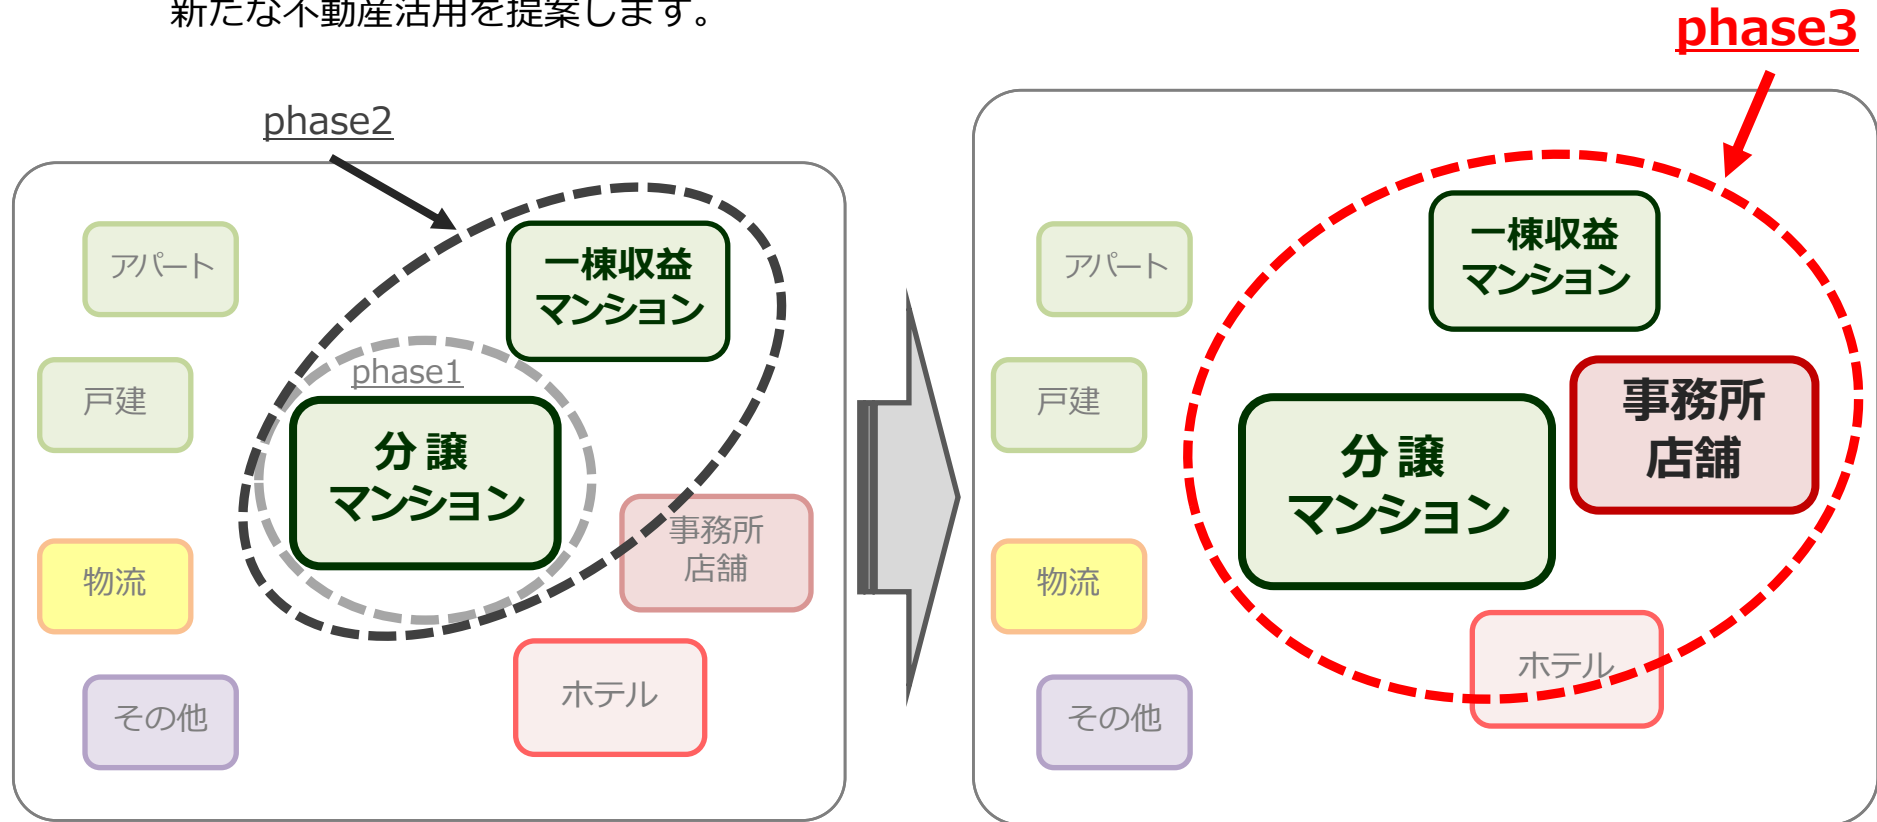 新たな不動産活用を提案します。
phase3
phase2
アパート
一棟収益
マンション
phase1
戸建
分譲
マンション
事務所
店舗
物流
ホテル
その他
一棟収益
マンション
アパート
戸建
事務所
店舗
分譲
マンション
物流
ホテル
その他